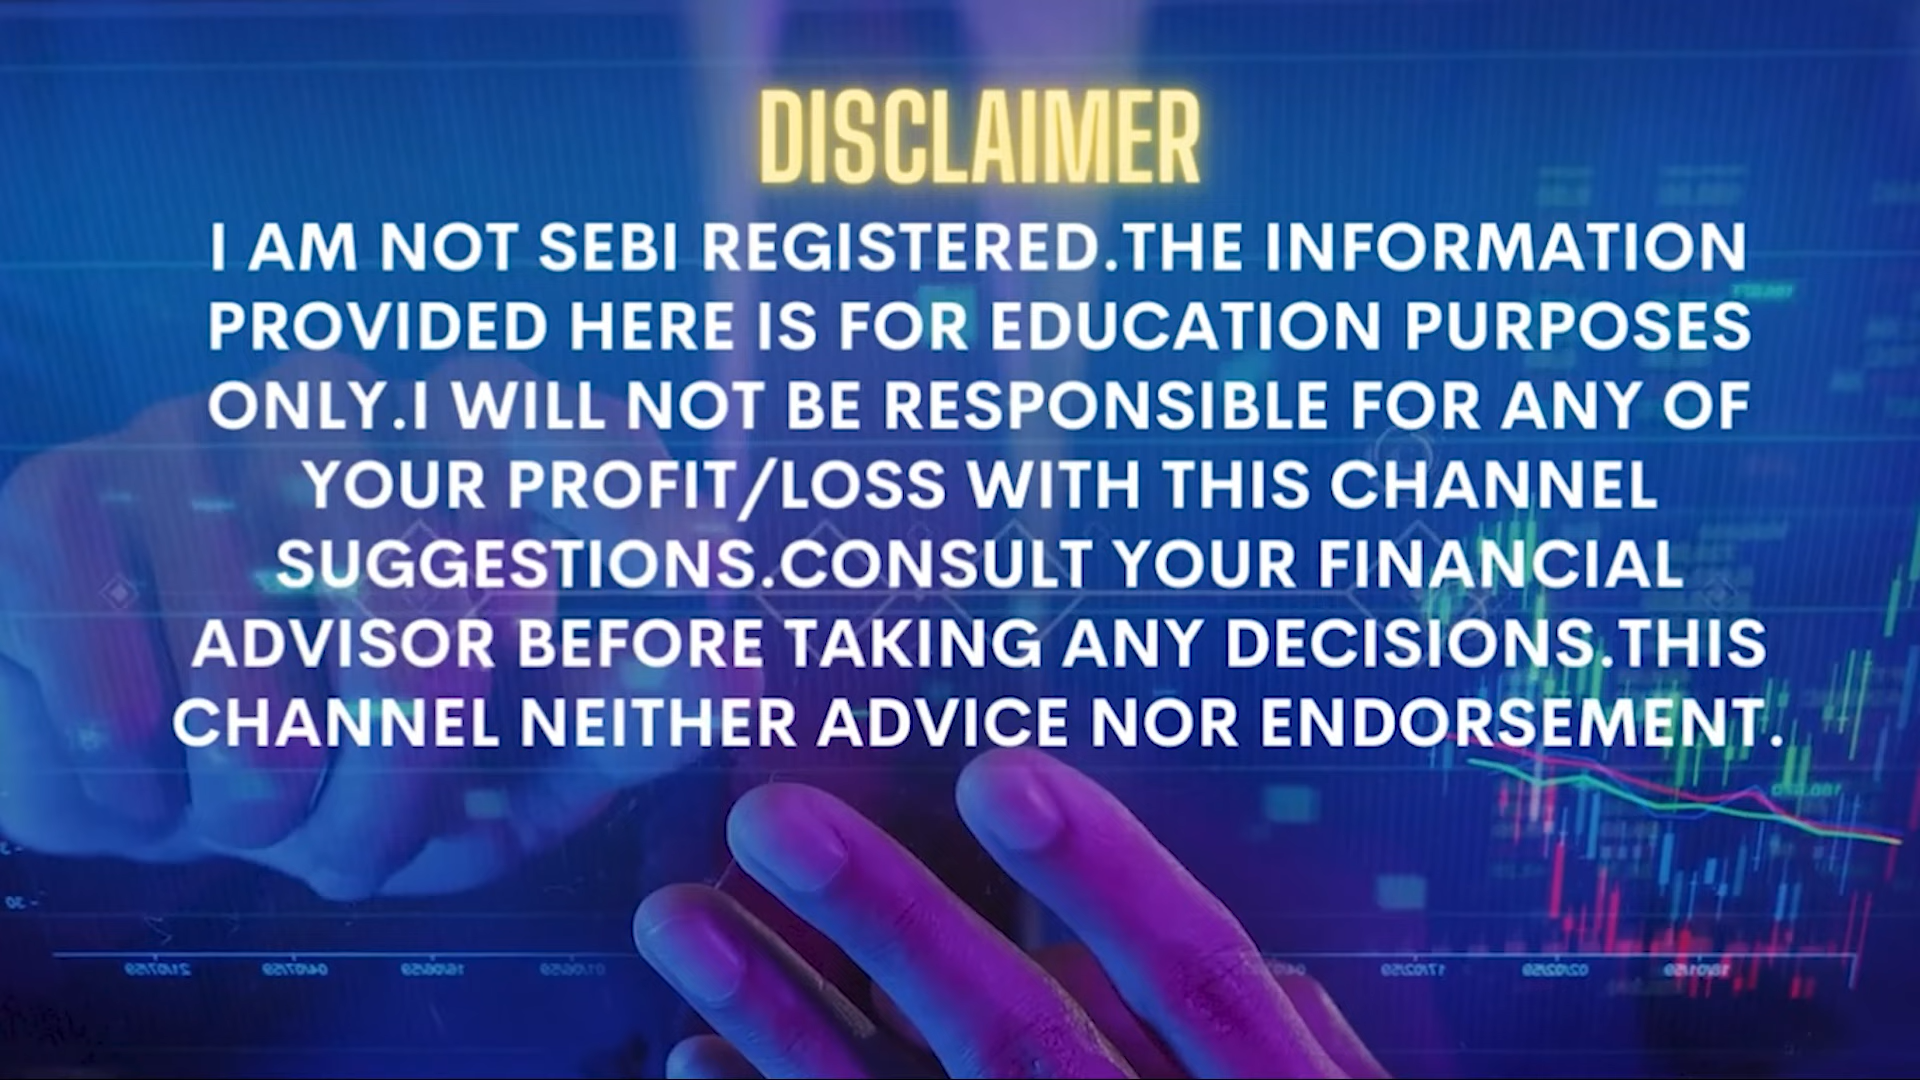 DISCLAIMER
I AM NOT SEBI REGISTERED.THE INFORMATION
PROVIDED HERE IS FOR EDUCATION PURPOSES
ONLY.I WILL NOT BE RESPONSIBLE FOR ANY OF
YOUR PROFIT/LOSS WITH THIS CHANNEL
SUGGESTIONS.CONSULT YOUR FINANCIAL
ADVISOR BEFORE TAKING ANY DECISIONS.THIS
CHANNEL NEITHER ADVICE NOR ENDORSEMENT.